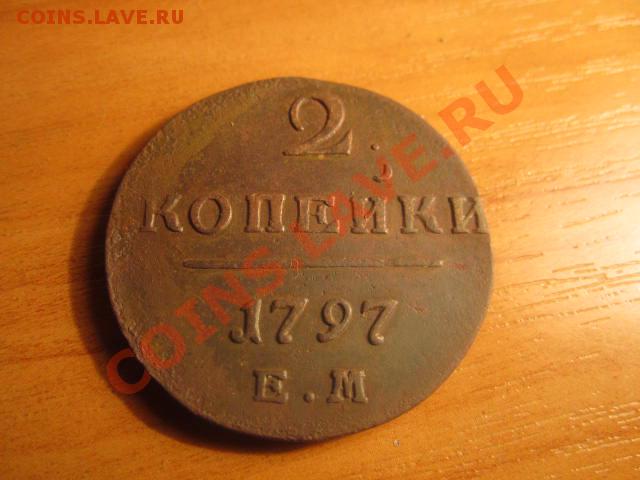 COINS.LAVE.RU
COINS.LAVE.RU
2.
КОПЕЙКИ
1797
Е.М